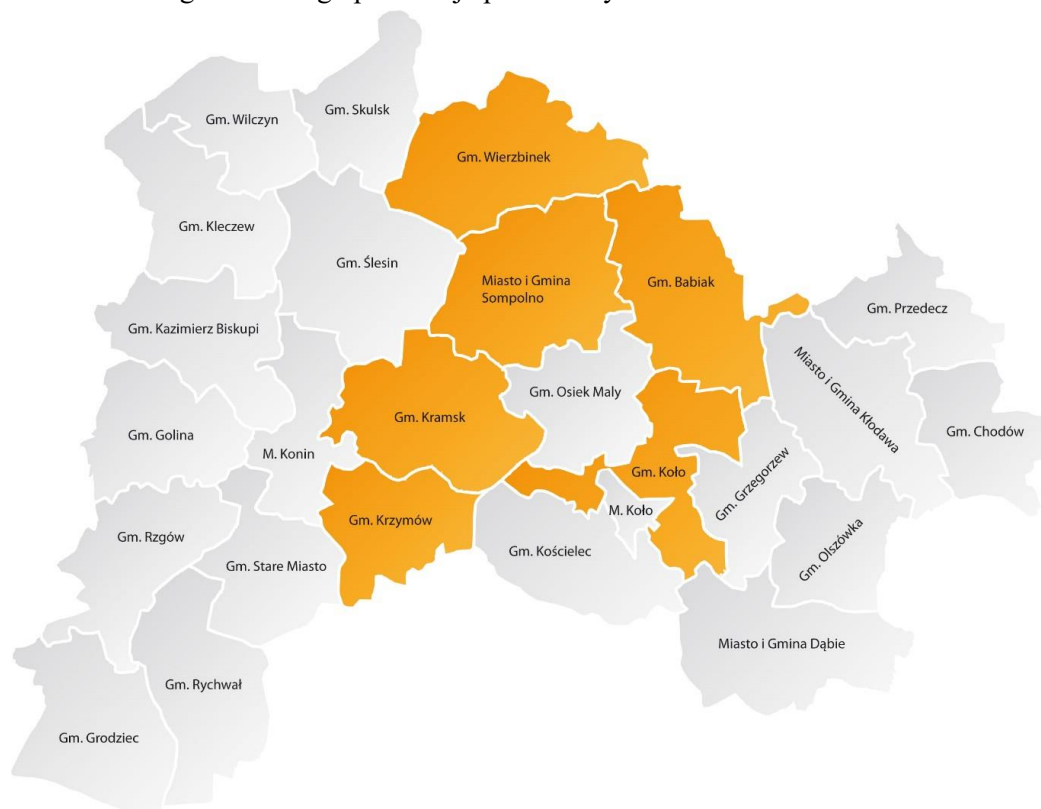 Gm. Skulsk
Gm. Wilczyn
Gm. Wierzbinek
Gm. Kleczew
Gm. Ślesin
Miasto i Gmina
Sompolno
Gm. Babiak
Gm. Przedecz
Gm. Kazimierz Biskupi
Miasto i Gmina Kłodawa
Gm. Osiek Maly
Gm. Chodów
Gm. Kramsk
Gm. Golina
M. Konin
Gm. Koło
Gm. Grzegorzew
M. Koło
Gm. Krzymów
Gm. Rzgów
Gm. Kościelec
Gm. Olszówka
Gm. Stare Miasto
Miasto i Gmina Dąbie
Gm. Rychwał
Gm. Grodziec